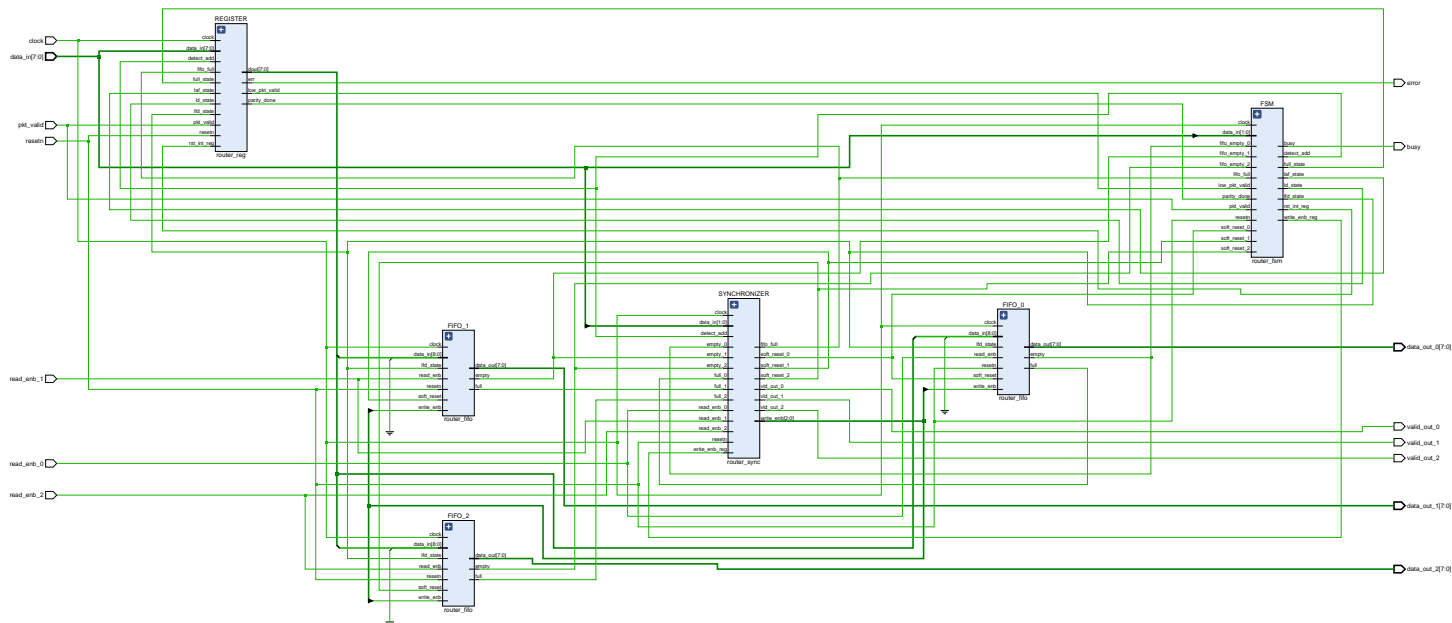 clock
data_in[7:0]
pkt_valid
resetn
read_enb_1
read_enb_0
read_enb_2
REGISTER
clock
data_in[7:0]
detect_add
fifo_full
full_state
laf_state
ld_state
lfd_state
pkt_valid
resetn
rst_int_reg
dout[7:0]
err
low_pkt_valid
parity_done
router_reg
FIFO_1
clock
data_in[8:0]
lfd_state
read_enb
resetn
soft_reset
write_enb
data_out[7:0]
empty
full
router_fifo
FIFO_2
clock
data_in[8:0]
lfd_state
read_enb
resetn
soft_reset
write_enb
data_out[7:0]
empty
full
router_fifo
SYNCHRONIZER
clock
data_in[1:0]
detect_add
empty_0
empty_1
empty_2
full_0
full_1
full_2
read_enb_0
read_enb_1
read_enb_2
resetn
write_enb_reg
fifo_full
soft_reset_0
soft_reset_1
soft_reset_2
vld_out_0
vld_out_1
vld_out_2
write_enb[2:0]
router_sync
FIFO_0
clock
data_in[8:0]
lfd_state
read_enb
resetn
soft_reset
write_enb
data_out[7:0]
empty
full
router_fifo
FSM
clock
data_in[1:0]
fifo_empty_0
fifo_empty_1
fifo_empty_2
fifo_full
low_pkt_valid
parity_done
pkt_valid
resetn
soft_reset_0
soft_reset_1
soft_reset_2
busy
detect_add
full_state
laf_state
ld_state
lfd_state
rst_int_reg
write_enb_reg
router_fsm
error
busy
data_out_0[7:0]
valid_out_0
valid_out_1
valid_out_2
data_out_1[7:0]
data_out_2[7:0]